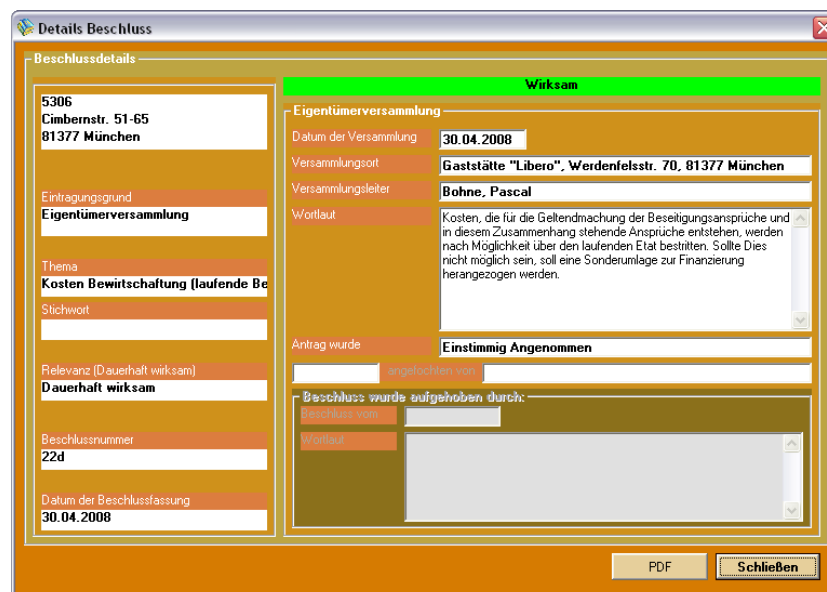 Details Beschluss
Beschlussdetails
5306
Cimbernstr. 51-65
81377 München
Eintragungsgrund
Eigentümerversammlung
Thema
Kosten Bewirtschaftung (laufende Be
Stichwort
Relevanz (Dauerhaft wirksam)
Dauerhaft wirksam
Beschlussnummer
22d
Datum der Beschlussfassung
30.04.2008
Wirksam
Eigentümerversammlung
Datum der Versammlung
30.04.2008
Versammlungsort
Gaststätte "Libero", Werdenfelsstr. 70, 81377 München
Versammlungsleiter
Bohne, Pascal
Wortlaut
Kosten, die für die Geltendmachung der Beseitigungsansprüche und
in diesem Zusammenhang stehende Ansprüche entstehen, werden
nach Möglichkeit über den laufenden Etat bestritten. Sollte Dies
nicht möglich sein, soll eine Sonderumlage zur Finanzierung
herangezogen werden.
Antrag wurde
Einstimmig Angenommen
angefochten von
Beschluss wurde aufgehoben durch:
Beschluss vom
Wortlaut
PDF
Schließen